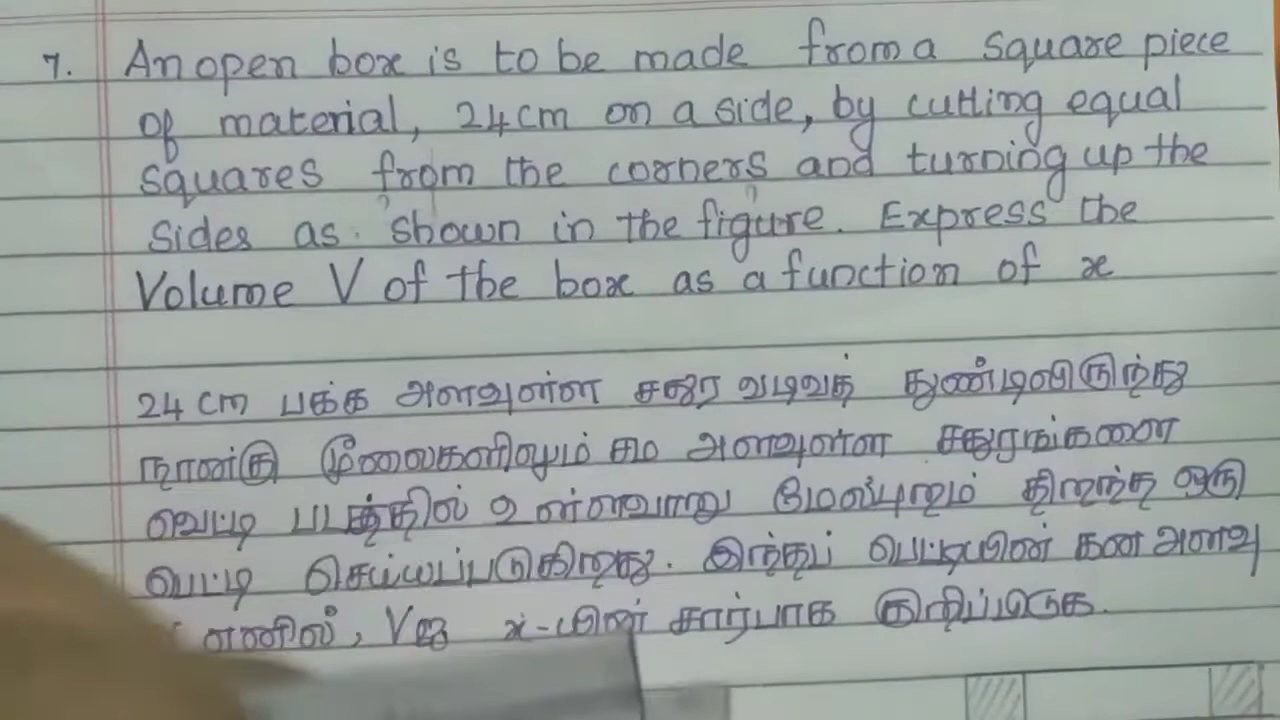 7. An open box is to be made from a square piece
of material, 24cm on a side, by cutting equal
squares from the corners and turning up the
sides as shown in the figure. Express the
Volume V of the box as a function of x
24 cm பக்க அளவுள்ள சதுர வடிவத் துண்டிலிருந்து
நான்கு மூலைகளிலும் சம அளவுள்ள சதுரங்களை
வெட்டி படத்தில் உள்ளவாறு மேல்புறம் திறந்த ஒரு
பெட்டி செய்யப்படுகிறது. இந்தப் பெட்டியின் கன அளவு
எனில், V ஐ x-யின் சார்பாக குறிப்பிடுக.